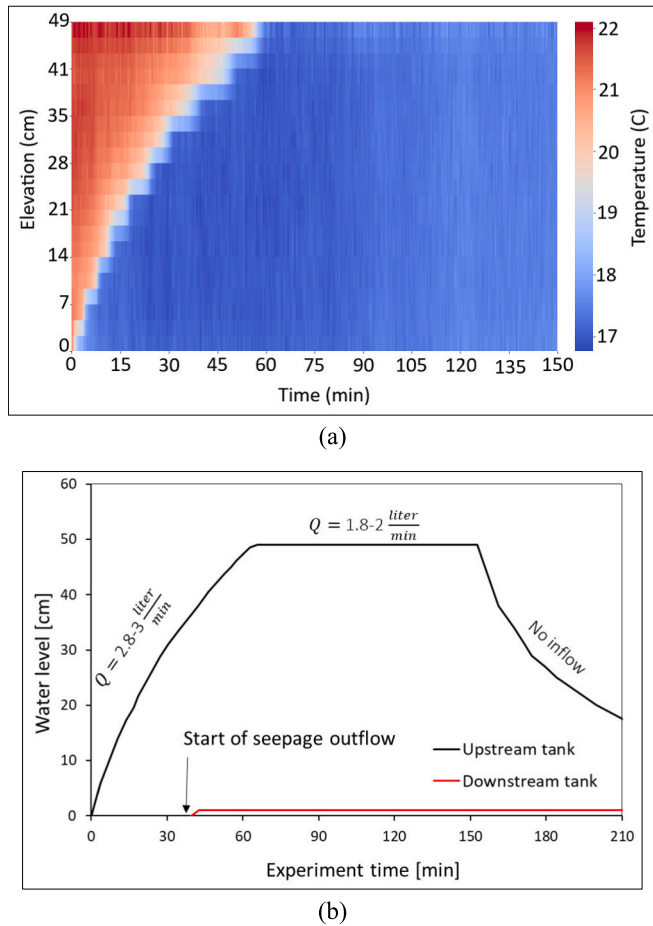 49
41
35
28
21
14
7
0
Elevation (cm)
0 15 30 45 60 75 90 105 120 135 150
Time (min)
22
21
20
19
18
17
Temperature (C)
(a)
60
50
40
30
20
10
0
Water level [cm]
Q = 2.8-3 liter/min
Q = 1.8-2 liter/min
No inflow
Start of seepage outflow
Upstream tank
Downstream tank
0 30 60 90 120 150 180 210
Experiment time [min]
(b)